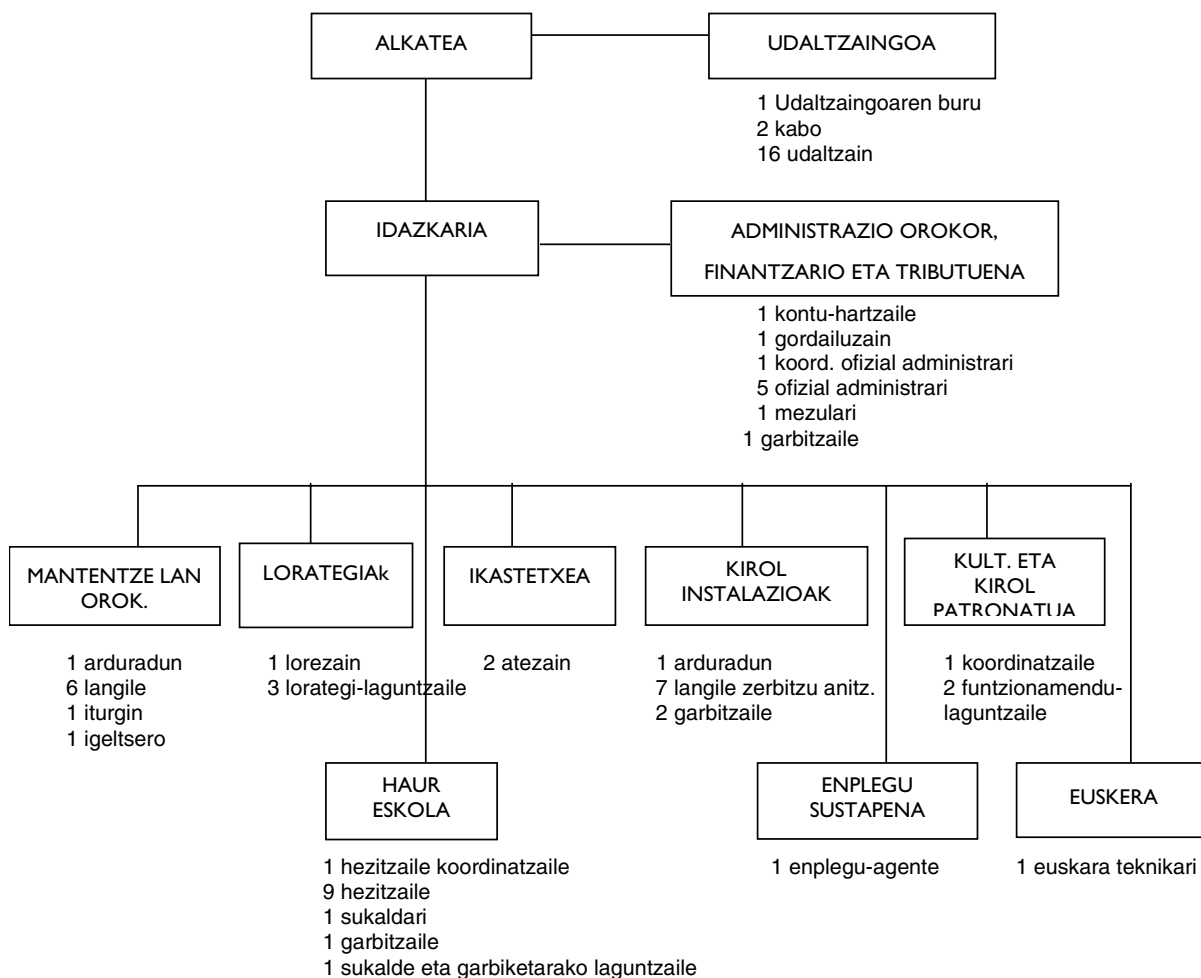 ALKATEA
UDALTZAINGOA
1 Udaltzaingoaren buru
2 kabo
16 udaltzain
IDAZKARIA
ADMINISTRAZIO OROKOR,
FINANTZARIO ETA TRIBUTUENA
1 kontu-hartzaile
1 gordailuzain
1 koord. ofizial administrari
5 ofizial administrari
1 mezulari
1 garbitzaile
MANTENTZE LAN
OROK.
1 arduradun
6 langile
1 iturgin
1 igeltsero
LORATEGIAk
1 lorezain
3 lorategi-laguntzaile
IKASTETXEA
2 atezain
KIROL
INSTALAZIOAK
1 arduradun
7 langile zerbitzu anitz.
2 garbitzaile
KULT. ETA
KIROL
PATRONATUA
1 koordinatzaile
2 funtzionamendu-
laguntzaile
HAUR
ESKOLA
1 hezitzaile koordinatzaile
9 hezitzaile
1 sukaldari
1 garbitzaile
1 sukalde eta garbiketarako laguntzaile
ENPLEGU
SUSTAPENA
1 enplegu-agente
EUSKERA
1 euskara teknikari